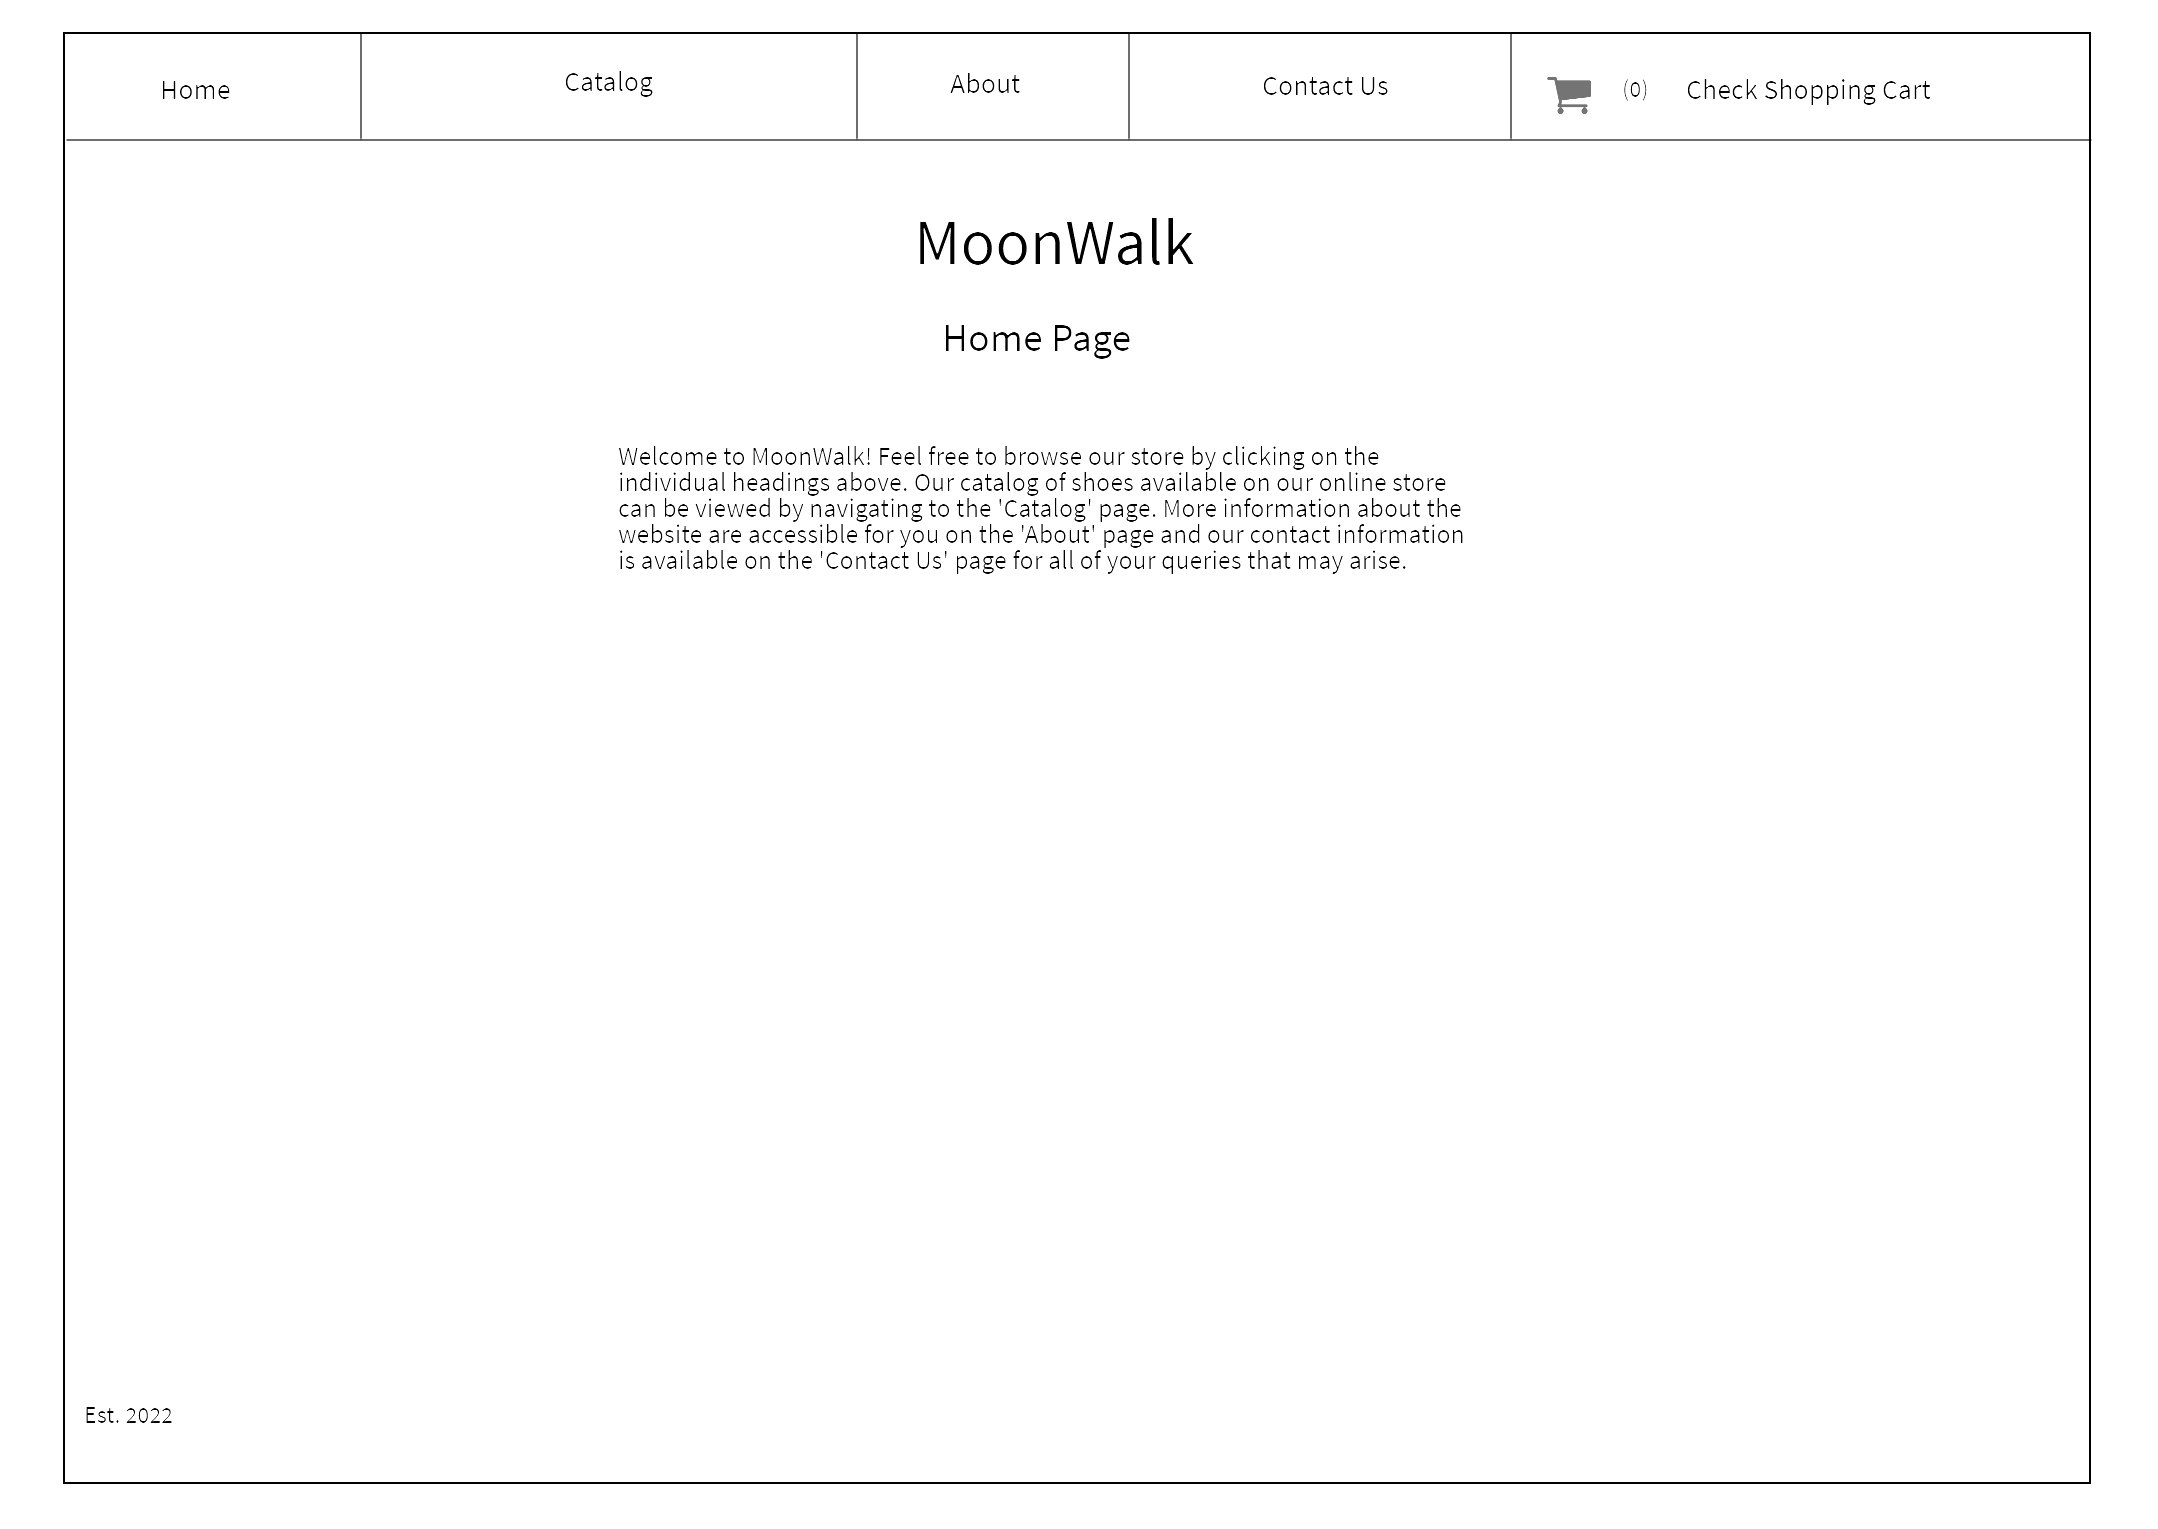 Home
Catalog
About
Contact Us
(0)
Check Shopping Cart
MoonWalk
Home Page
Welcome to MoonWalk! Feel free to browse our store by clicking on the
individual headings above. Our catalog of shoes available on our online store
can be viewed by navigating to the 'Catalog' page. More information about the
website are accessible for you on the 'About' page and our contact information
is available on the 'Contact Us' page for all of your queries that may arise.
Est. 2022